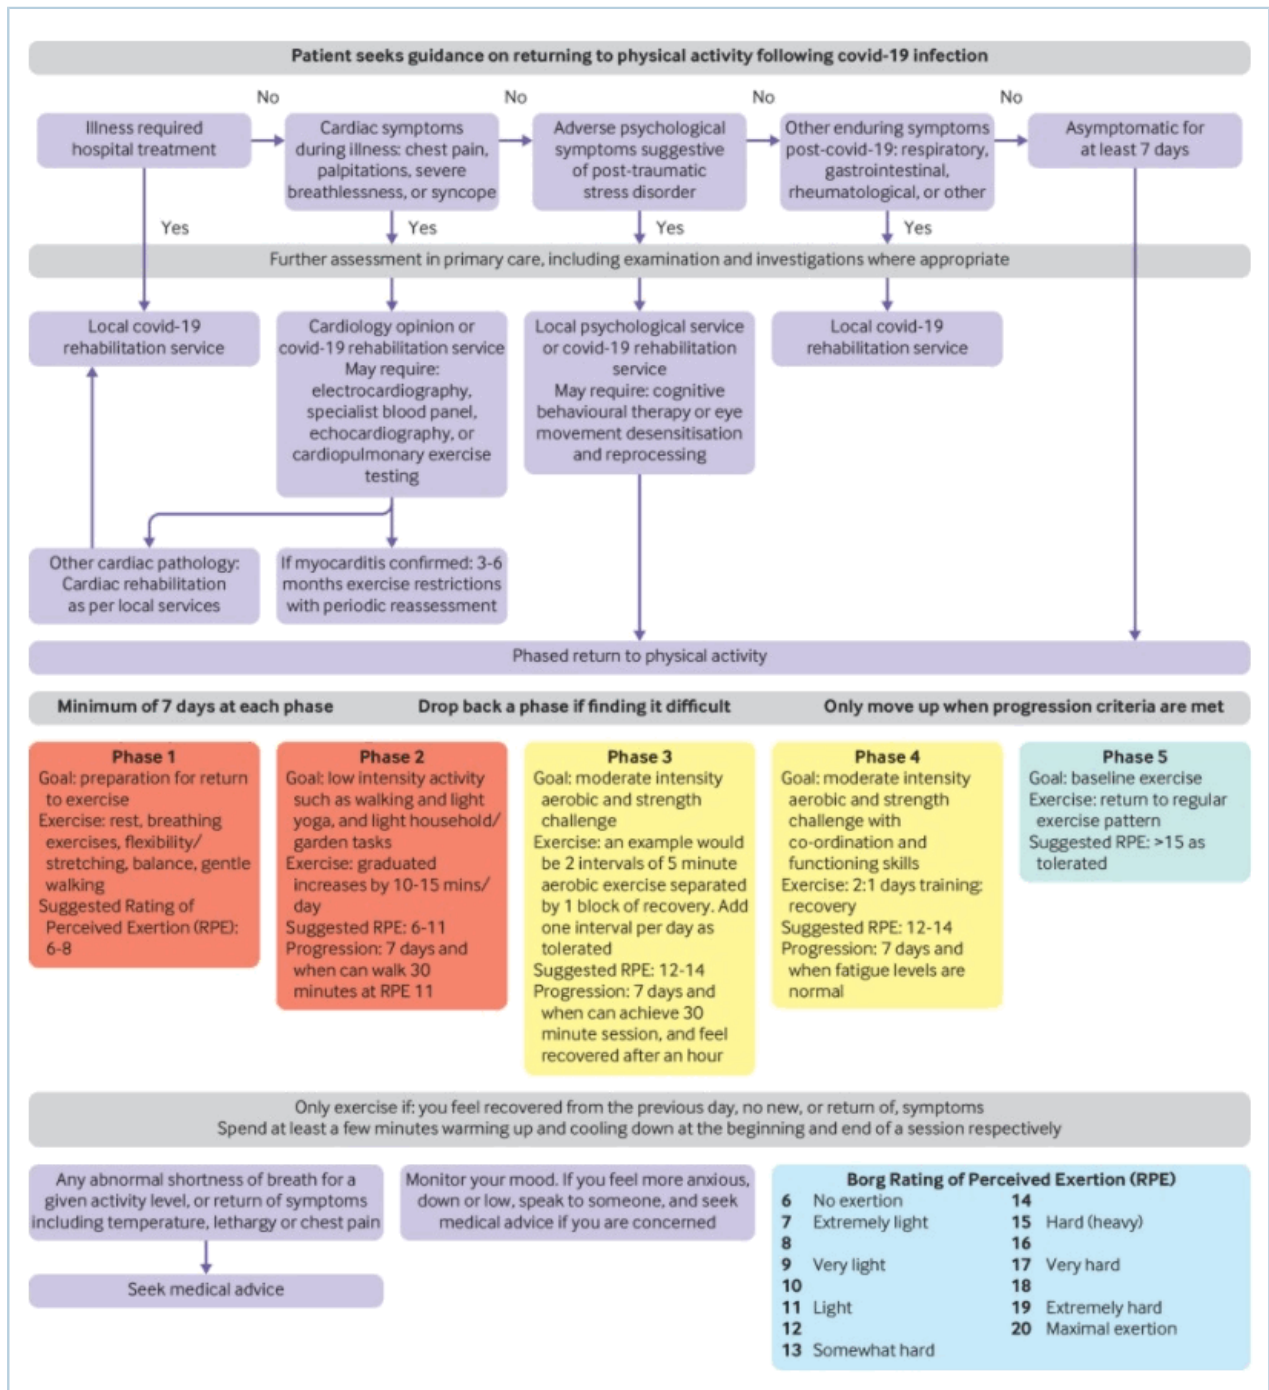 Patient seeks guidance on returning to physical activity following covid-19 infection
No
No
No
No
Illness required
hospital treatment
Cardiac symptoms
during illness: chest pain,
palpitations, severe
breathlessness, or syncope
Adverse psychological
symptoms suggestive
of post-traumatic
stress disorder
Other enduring symptoms
post-covid-19: respiratory,
gastrointestinal,
rheumatological, or other
Asymptomatic for
at least 7 days
Yes
Yes
Yes
Yes
Further assessment in primary care, including examination and investigations where appropriate
Local covid-19
rehabilitation service
Cardiology opinion or
covid-19 rehabilitation service
May require:
electrocardiography,
specialist blood panel,
echocardiography, or
cardiopulmonary exercise
testing
Local psychological service
or covid-19 rehabilitation
service
May require: cognitive
behavioural therapy or eye
movement desensitisation
and reprocessing
Local covid-19
rehabilitation service
Other cardiac pathology:
Cardiac rehabilitation
as per local services
If myocarditis confirmed: 3-6
months exercise restrictions
with periodic reassessment
Phased return to physical activity
Minimum of 7 days at each phase
Drop back a phase if finding it difficult
Only move up when progression criteria are met
Phase 1
Goal: preparation for return
to exercise
Exercise: rest, breathing
exercises, flexibility/
stretching, balance, gentle
walking
Suggested Rating of
Perceived Exertion (RPE):
6-8
Phase 2
Goal: low intensity activity
such as walking and light
yoga, and light household/
garden tasks
Exercise: graduated
increases by 10-15 mins/
day
Suggested RPE: 6-11
Progression: 7 days and
when can walk 30
minutes at RPE 11
Phase 3
Goal: moderate intensity
aerobic and strength
challenge
Exercise: an example would
be 2 intervals of 5 minute
aerobic exercise separated
by 1 block of recovery. Add
one interval per day as
tolerated
Suggested RPE: 12-14
Progression: 7 days and
when can achieve 30
minute session, and feel
recovered after an hour
Phase 4
Goal: moderate intensity
aerobic and strength
challenge with
co-ordination and
functioning skills
Exercise: 2:1 days training:
recovery
Suggested RPE: 12-14
Progression: 7 days and
when fatigue levels are
normal
Phase 5
Goal: baseline exercise
Exercise: return to regular
exercise pattern
Suggested RPE: >15 as
tolerated
Only exercise if: you feel recovered from the previous day, no new, or return of, symptoms
Spend at least a few minutes warming up and cooling down at the beginning and end of a session respectively
Any abnormal shortness of breath for a
given activity level, or return of symptoms
including temperature, lethargy or chest pain
Seek medical advice
Monitor your mood. If you feel more anxious,
down or low, speak to someone, and seek
medical advice if you are concerned
Borg Rating of Perceived Exertion (RPE)
6 No exertion
7 Extremely light
8
9 Very light
10
11 Light
12
13 Somewhat hard
14
15 Hard (heavy)
16
17 Very hard
18
19 Extremely hard
20 Maximal exertion